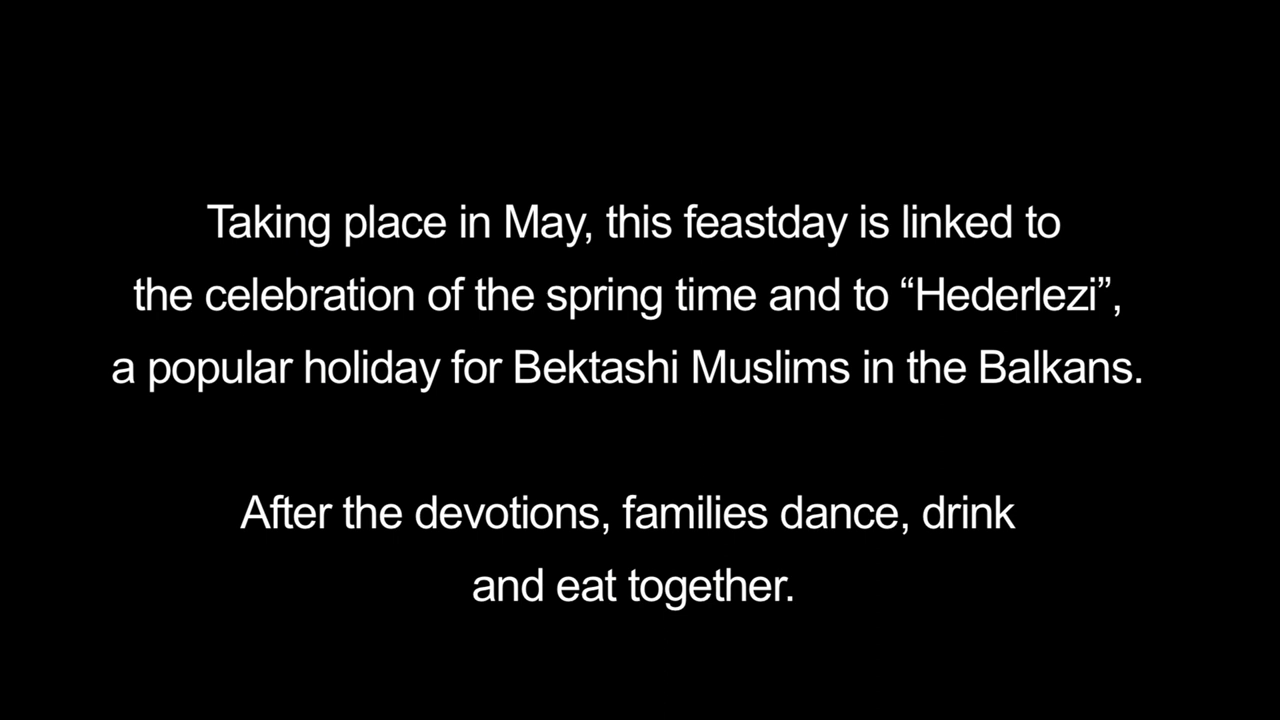 Taking place in May, this feastday is linked to
the celebration of the spring time and to “Hederlezi”,
a popular holiday for Bektashi Muslims in the Balkans.
After the devotions, families dance, drink
and eat together.